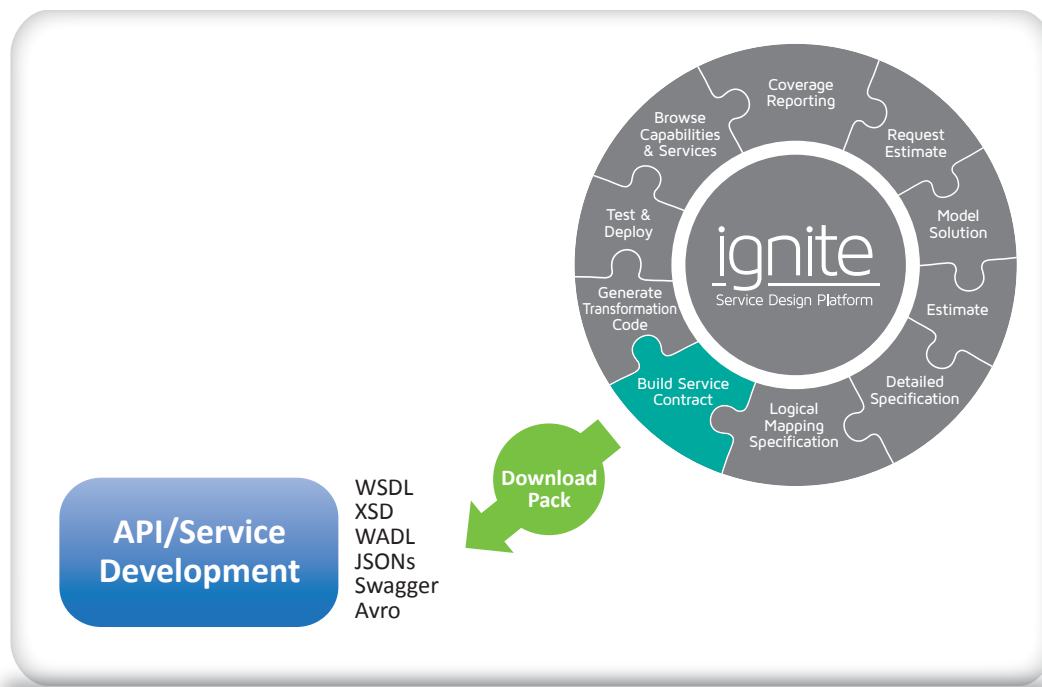 Coverage
Reporting
Request
Estimate
Model
Solution
Estimate
Detailed
Specification
Logical
Mapping
Specification
Build Service
Contract
Generate
Transformation
Code
Test &
Deploy
Browse
Capabilities
& Services
ignite
Service Design Platform
Download
Pack
API/Service
Development
WSDL
XSD
WADL
JSONs
Swagger
Avro